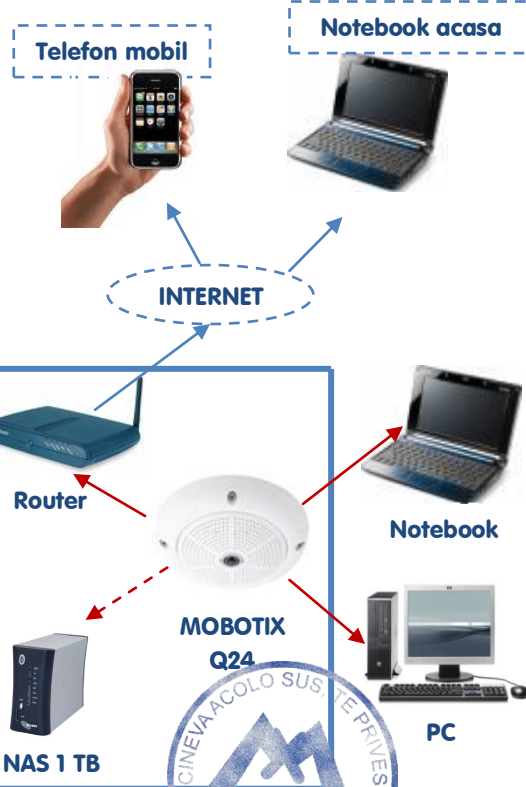 Telefon mobil
Notebook acasa
INTERNET
Router
Notebook
MOBOTIX
Q24
PC
NAS 1 TB
CINEVA ACOLO SUS, TE PRIVES